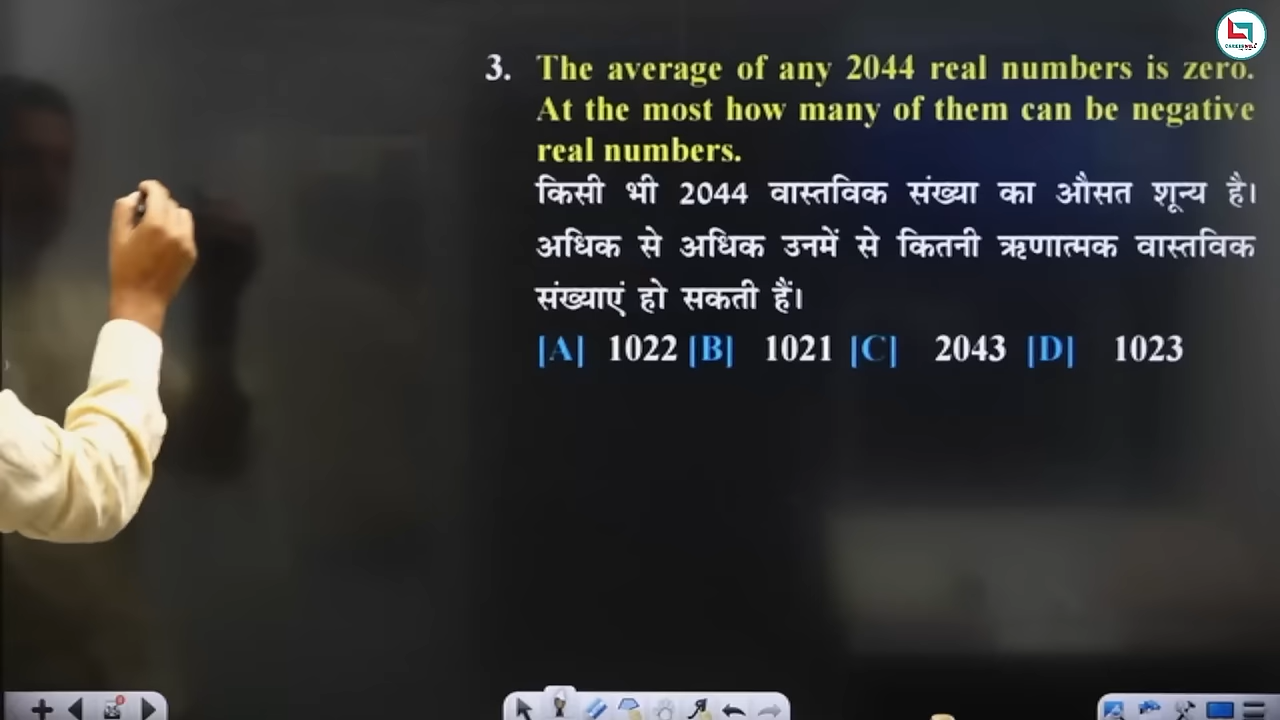 CAREERWILL
3. The average of any 2044 real numbers is zero.
At the most how many of them can be negative
real numbers.
किसी भी 2044 वास्तविक संख्या का औसत शून्य है।
अधिक से अधिक उनमें से कितनी ऋणात्मक वास्तविक
संख्याएं हो सकती हैं।
[A] 1022 [B] 1021 [C] 2043 [D] 1023